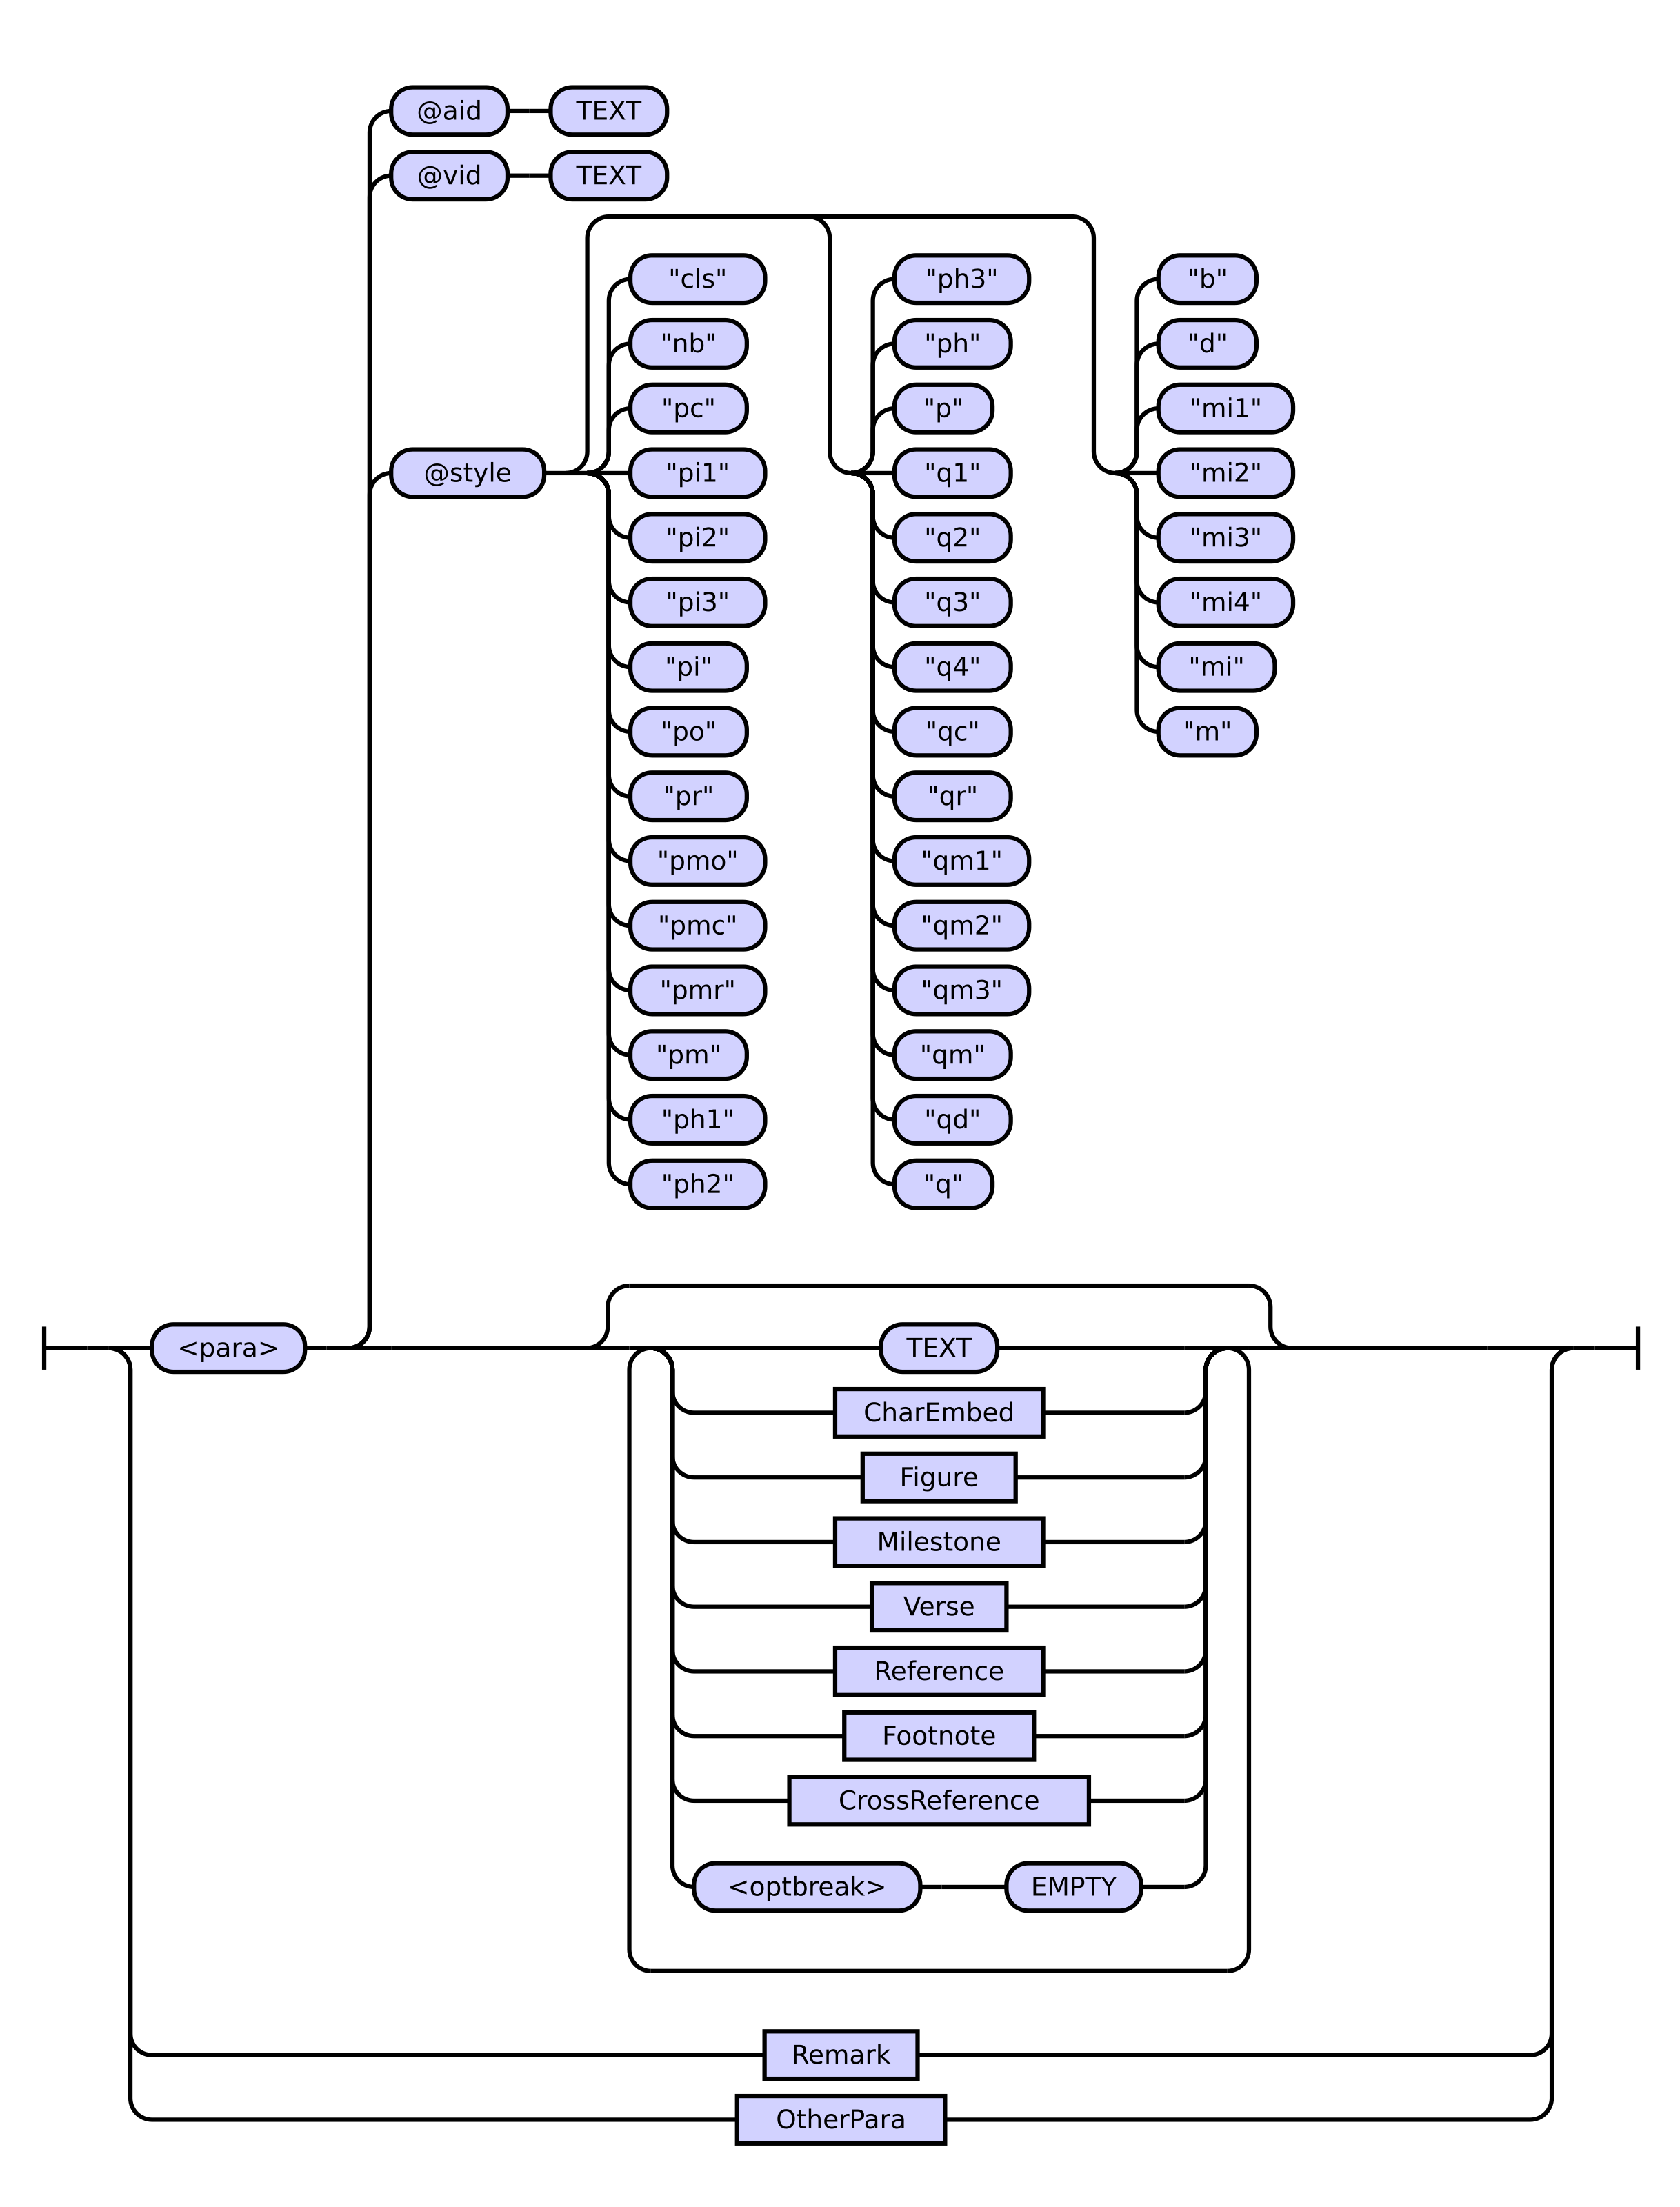 @aid TEXT
@vid TEXT
"cls" "ph3" "b"
"nb" "ph" "d"
"pc" "p" "mi1"
@style "pi1" "q1" "mi2"
"pi2" "q2" "mi3"
"pi3" "q3" "mi4"
"pi" "q4" "mi"
"po" "qc" "m"
"pr" "qr"
"pmo" "qm1"
"pmc" "qm2"
"pmr" "qm3"
"pm" "qm"
"ph1" "qd"
"ph2" "q"
<para> TEXT
CharEmbed
Figure
Milestone
Verse
Reference
Footnote
CrossReference
<optbreak> EMPTY
Remark
OtherPara